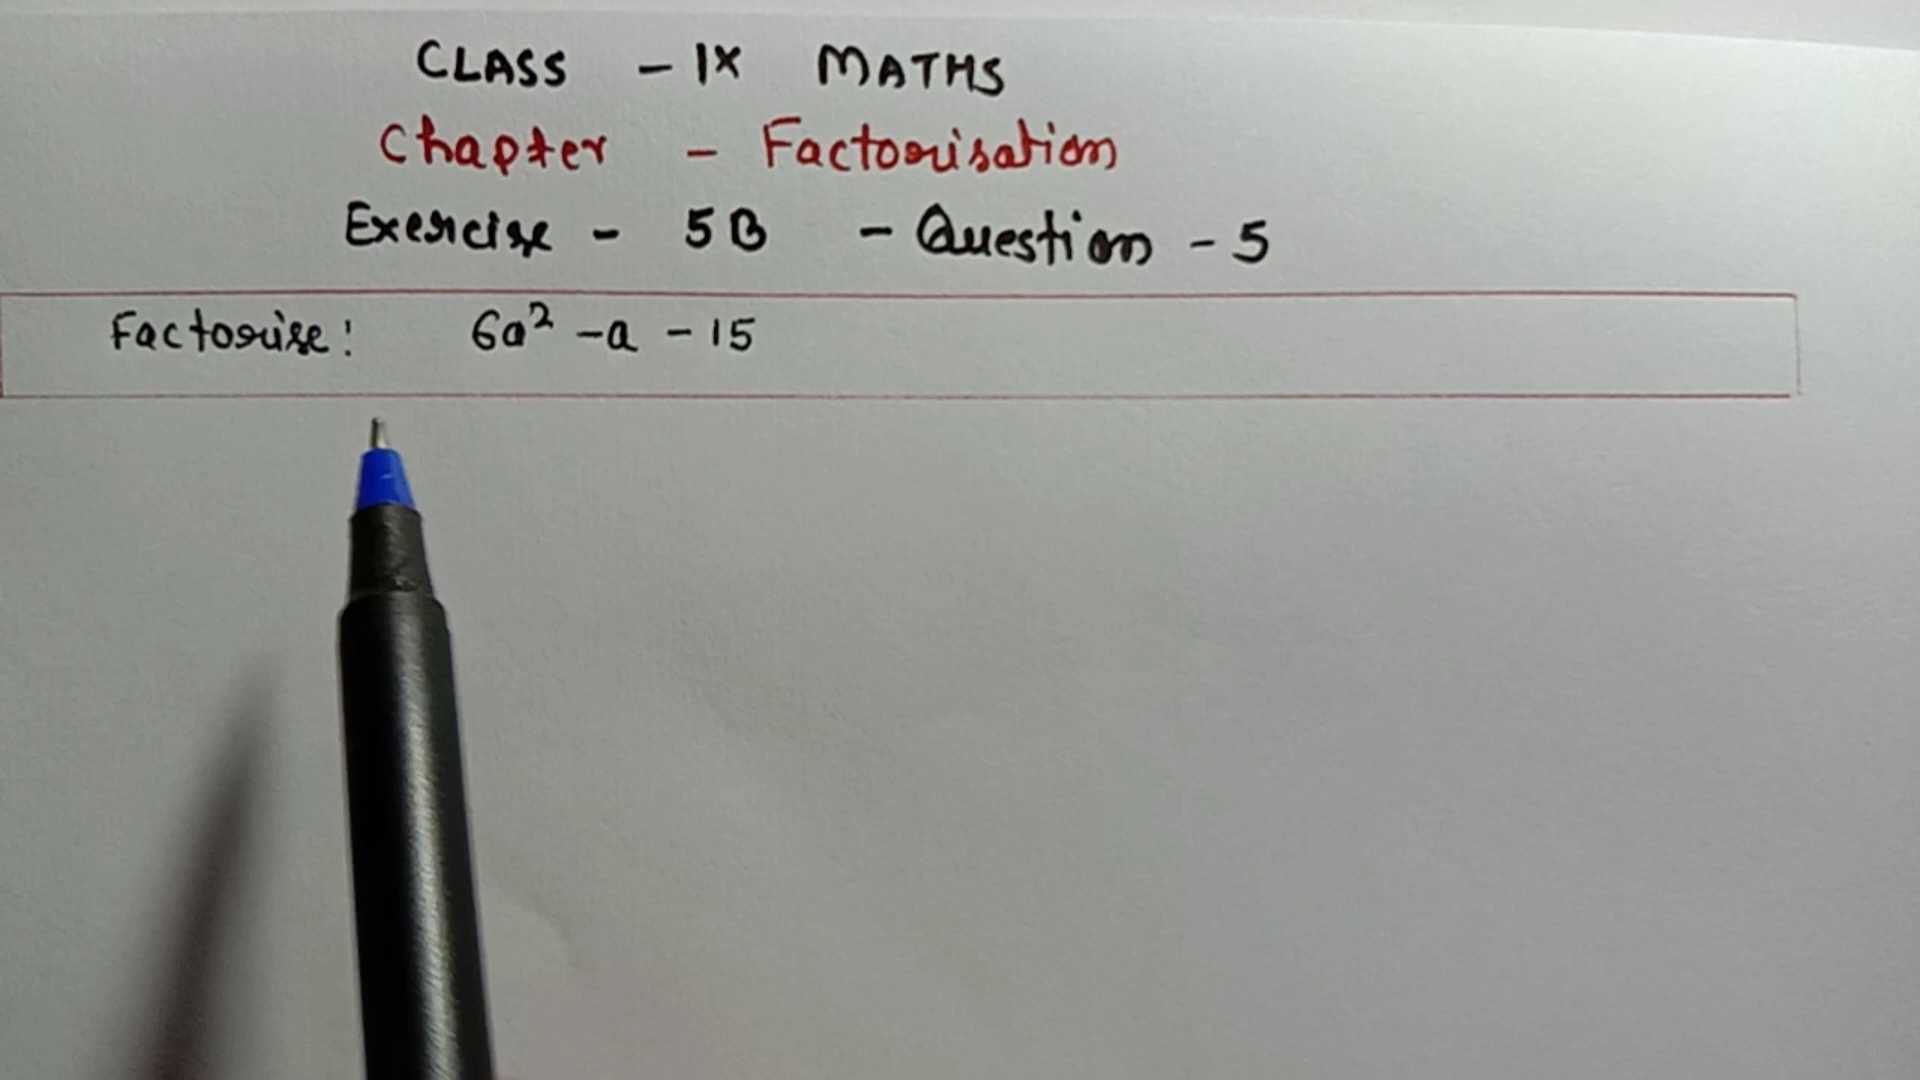 CLASS - IX MATHS
Chapter - Factorisation
Exercise - 5B - Question - 5
Factorise: 6a² - a - 15